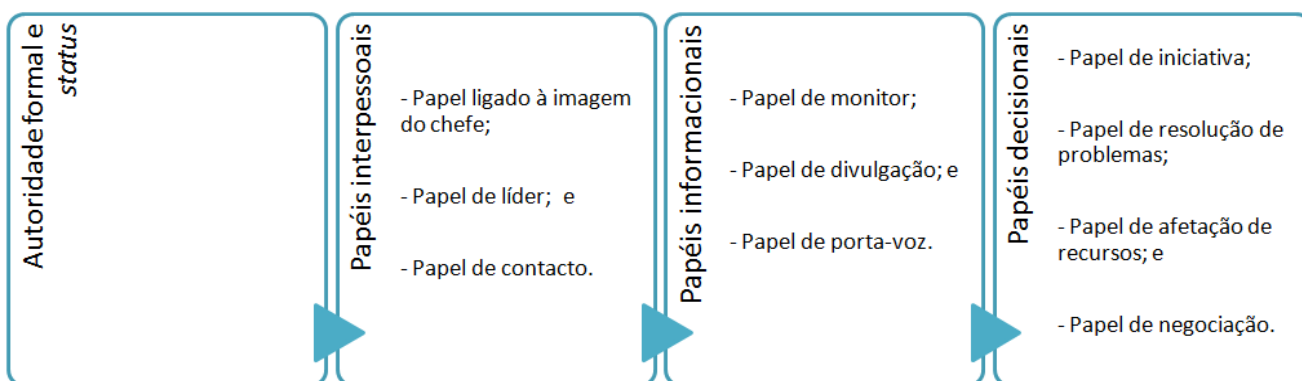 Autoridade formal e
status
Papéis interpessoais
- Papel ligado à imagem
do chefe;
- Papel de líder; e
- Papel de contacto.
Papéis informacionais
- Papel de monitor;
- Papel de divulgação; e
- Papel de porta-voz.
Papéis decisionais
- Papel de iniciativa;
- Papel de resolução de
problemas;
- Papel de afetação de
recursos; e
- Papel de negociação.